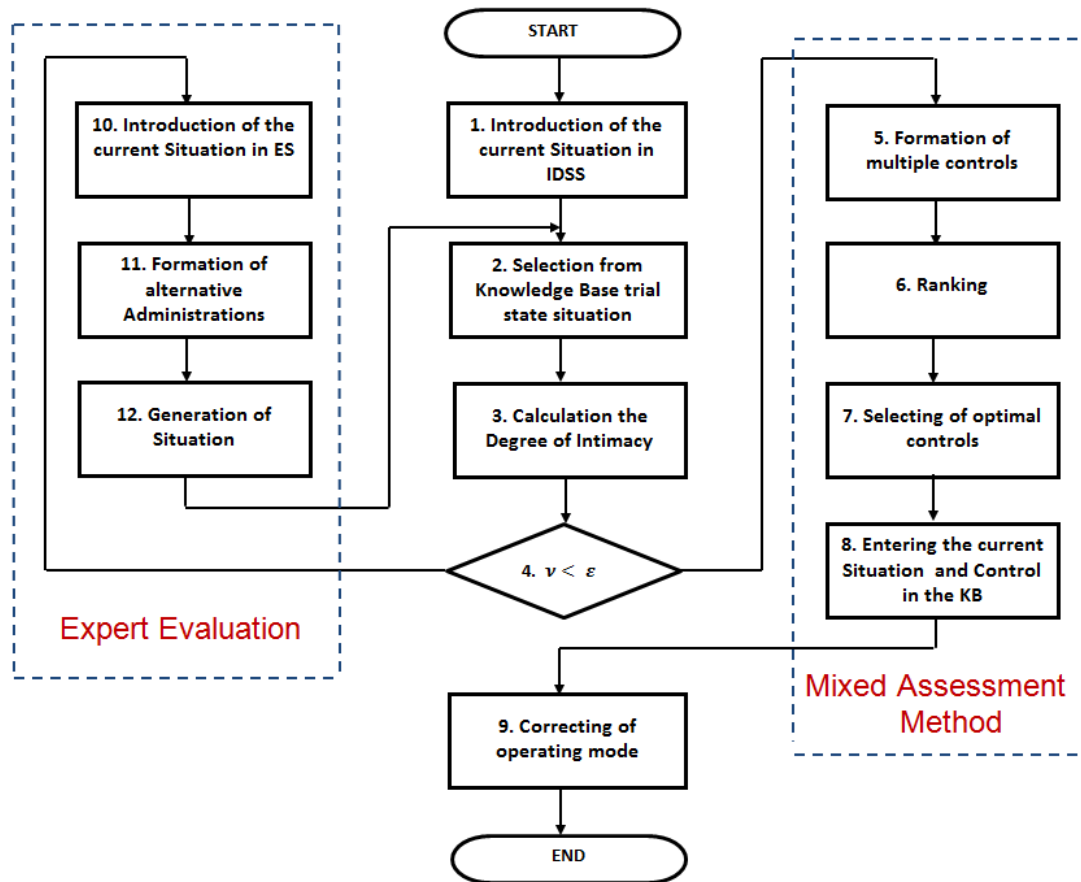 START
10. Introduction of the
current Situation in ES
1. Introduction of the
current Situation in
IDSS
5. Formation of
multiple controls
11. Formation of
alternative
Administrations
2. Selection from
Knowledge Base trial
state situation
6. Ranking
12. Generation of
Situation
3. Calculation the
Degree of Intimacy
7. Selecting of optimal
controls
4. ν < ε
8. Entering the current
Situation and Control
in the KB
Expert Evaluation
Mixed Assessment
Method
9. Correcting of
operating mode
END